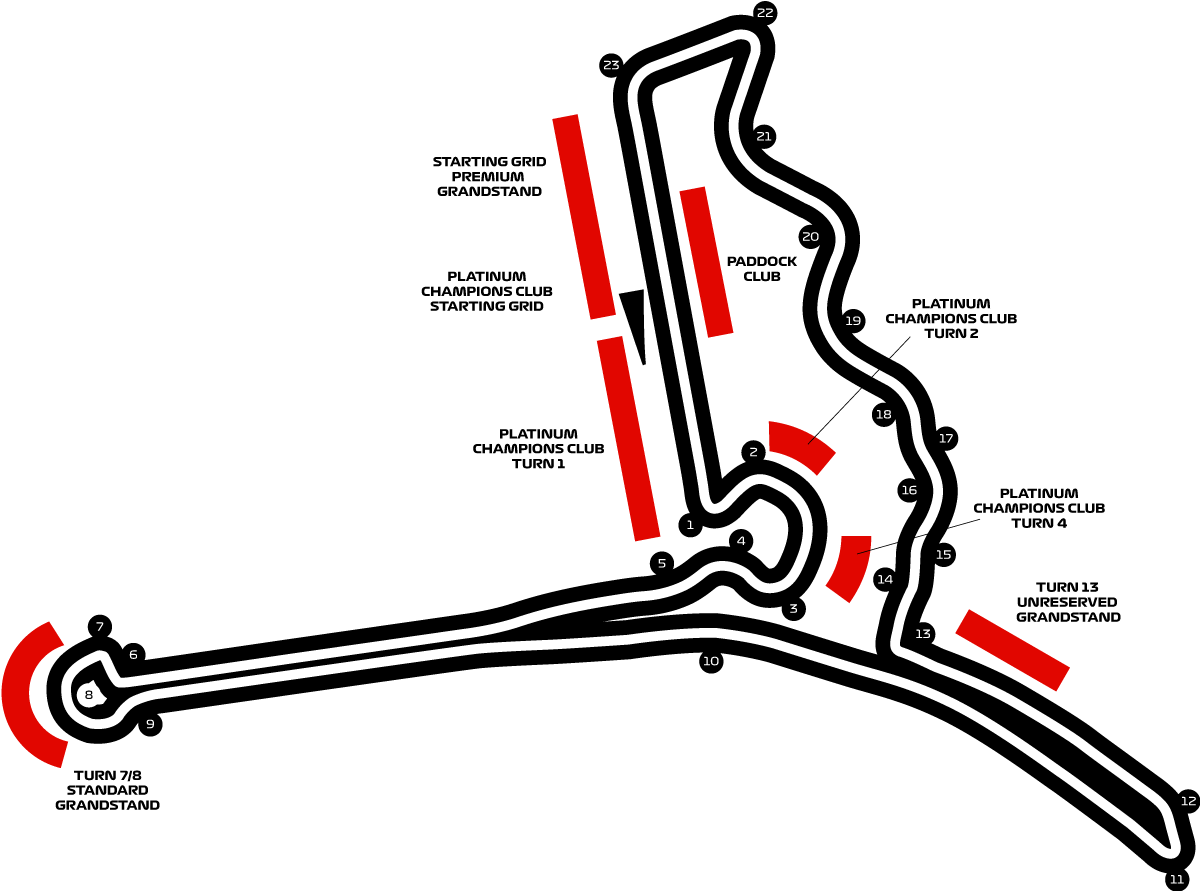 22
23
21
STARTING GRID
PREMIUM
GRANDSTAND
20
PADDOCK
CLUB
PLATINUM
CHAMPIONS CLUB
STARTING GRID
PLATINUM
CHAMPIONS CLUB
TURN 2
19
18
17
PLATINUM
CHAMPIONS CLUB
TURN 1
2
16
PLATINUM
CHAMPIONS CLUB
TURN 4
1
4
15
5
14
TURN 13
UNRESERVED
GRANDSTAND
3
13
7
6
10
8
9
TURN 7/8
STANDARD
GRANDSTAND
12
11